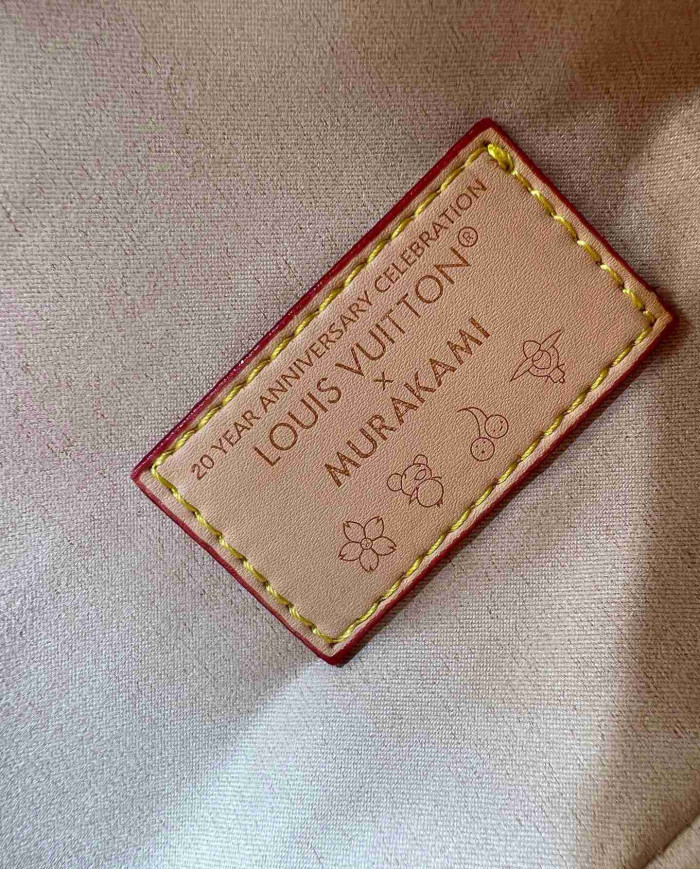 20 YEAR ANNIVERSARY CELEBRATION
LOUIS VUITTON®
×
MURAKAMI